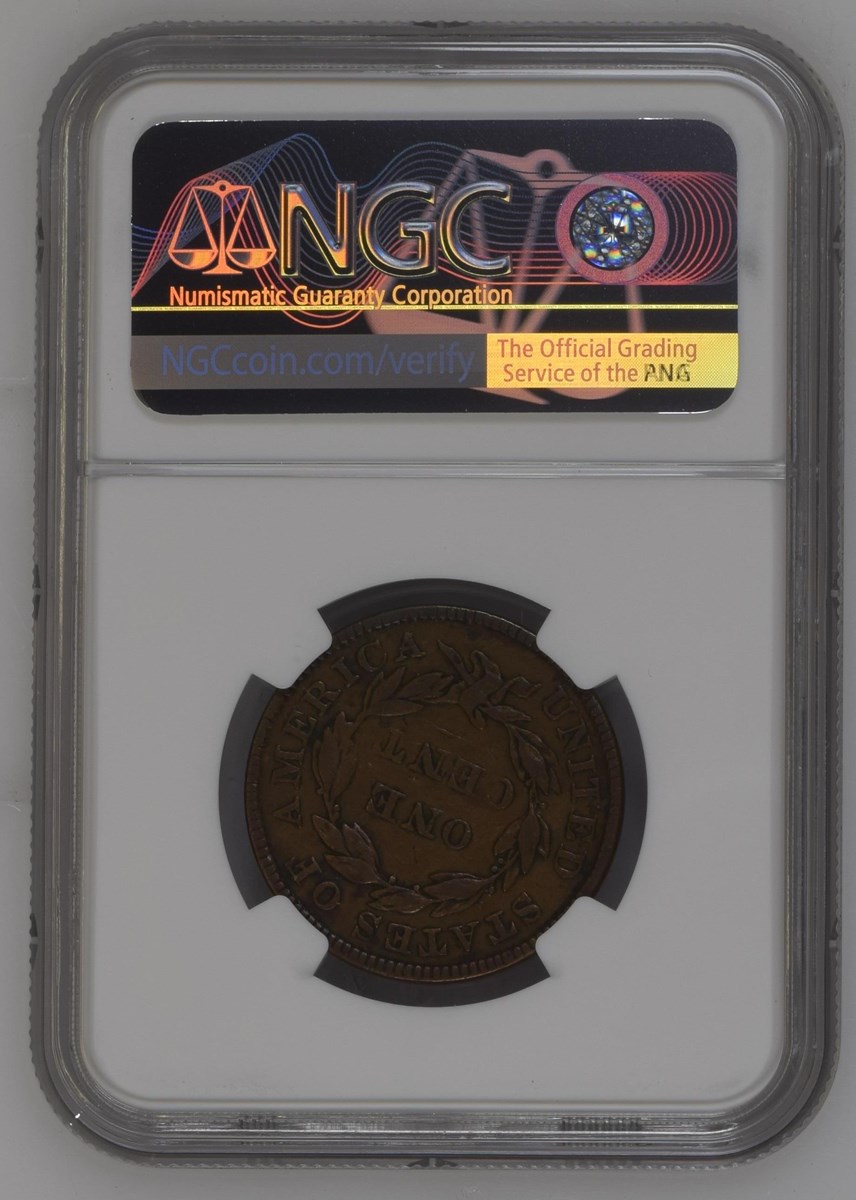 NGC
Numismatic Guaranty Corporation
NGCcoin.com/verify
The Official Grading
Service of the ANG
UNITED STATES OF AMERICA
ONE
CENT